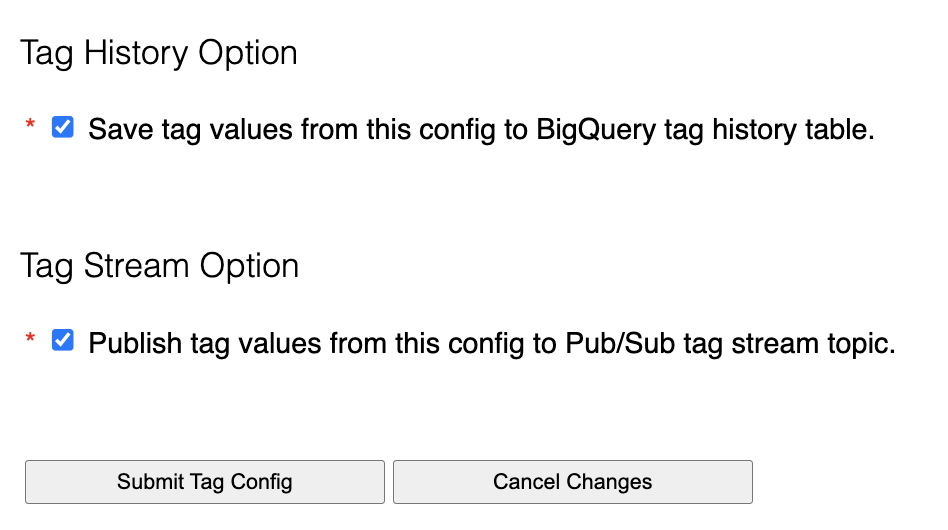 Tag History Option
* Save tag values from this config to BigQuery tag history table.
Tag Stream Option
* Publish tag values from this config to Pub/Sub tag stream topic.
Submit Tag Config
Cancel Changes